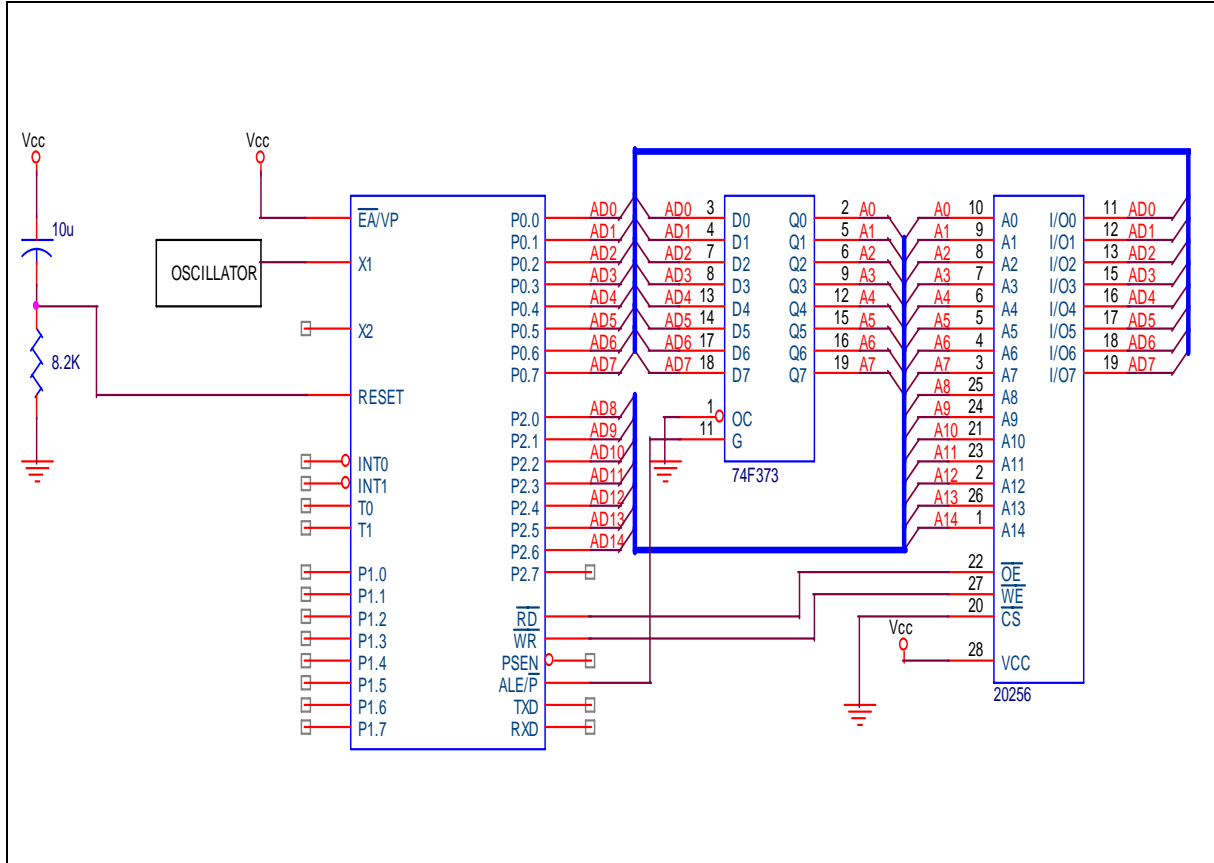 Vcc
10u
8.2K
Vcc
OSCILLATOR
EA/VP
X1
X2
RESET
INT0
INT1
T0
T1
P1.0
P1.1
P1.2
P1.3
P1.4
P1.5
P1.6
P1.7
P0.0
P0.1
P0.2
P0.3
P0.4
P0.5
P0.6
P0.7
P2.0
P2.1
P2.2
P2.3
P2.4
P2.5
P2.6
P2.7
RD
WR
PSEN
ALE/P
TXD
RXD
AD0
AD1
AD2
AD3
AD4
AD5
AD6
AD7
AD8
AD9
AD10
AD11
AD12
AD13
AD14
AD0 3 D0
AD1 4 D1
AD2 7 D2
AD3 8 D3
AD4 13 D4
AD5 14 D5
AD6 17 D6
AD7 18 D7
1 OC
11 G
Q0 2 A0
Q1 5 A1
Q2 6 A2
Q3 9 A3
Q4 12 A4
Q5 15 A5
Q6 16 A6
Q7 19 A7
74F373
A0 10 A0
A1 9 A1
A2 8 A2
A3 7 A3
A4 6 A4
A5 5 A5
A6 4 A6
A7 3 A7
A8 25 A8
A9 24 A9
A10 21 A10
A11 23 A11
A12 2 A12
A13 26 A13
A14 1 A14
22 OE
27 WE
20 CS
Vcc
28 VCC
I/O0 11 AD0
I/O1 12 AD1
I/O2 13 AD2
I/O3 15 AD3
I/O4 16 AD4
I/O5 17 AD5
I/O6 18 AD6
I/O7 19 AD7
20256